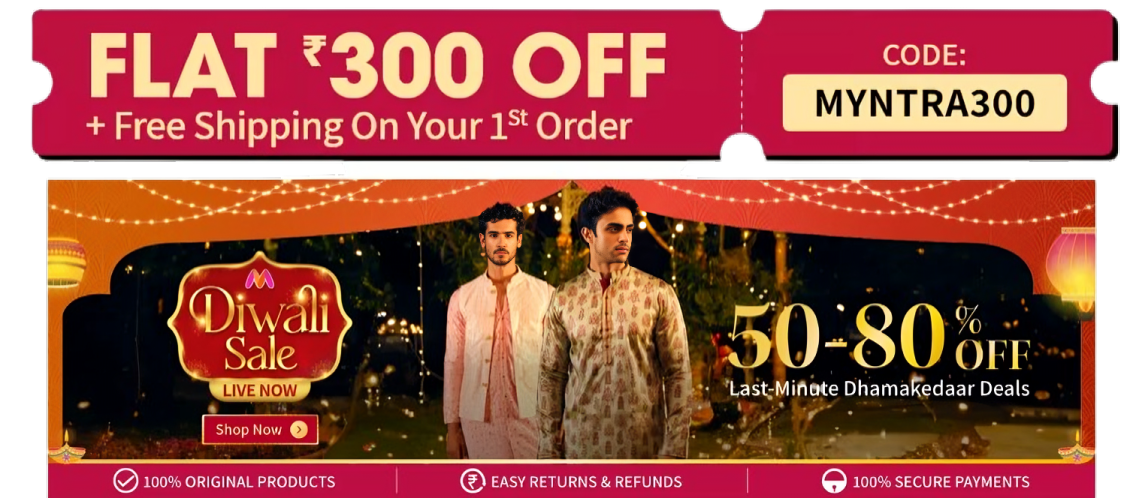 FLAT ₹300 OFF
+ Free Shipping On Your 1st Order
CODE:
MYNTRA300
Diwali
Sale
LIVE NOW
Shop Now
50-80% OFF
Last-Minute Dhamakedaar Deals
100% ORIGINAL PRODUCTS
EASY RETURNS & REFUNDS
100% SECURE PAYMENTS